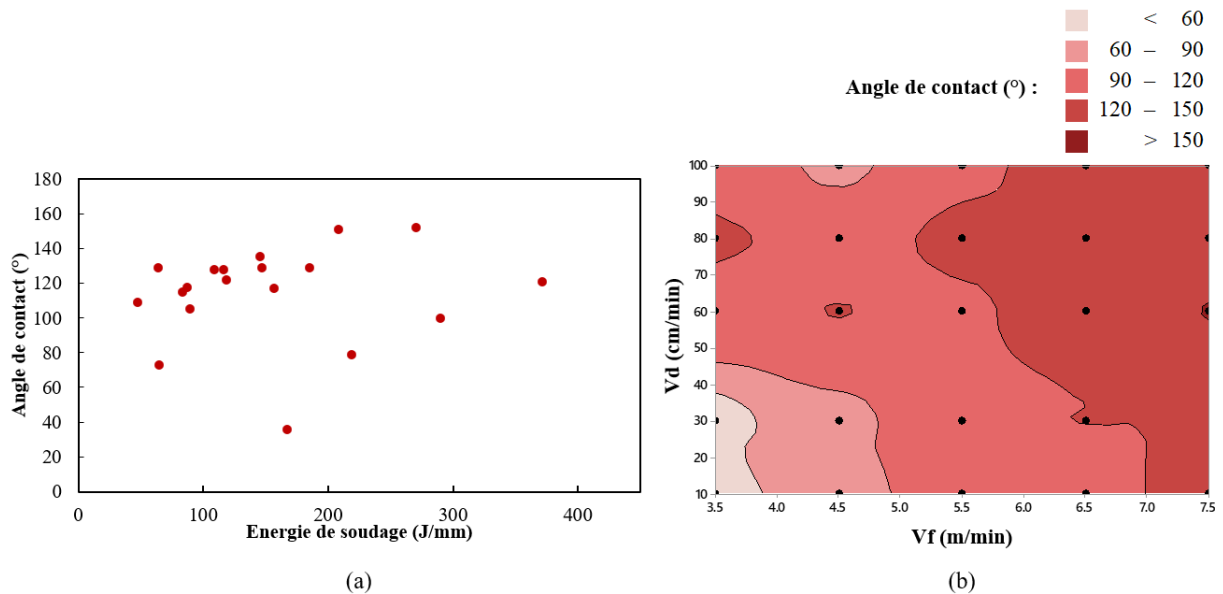 < 60
60 – 90
Angle de contact (°) :
90 – 120
120 – 150
> 150
Angle de contact (°)
180
160
140
120
100
80
60
40
20
0
0 100 200 300 400
Energie de soudage (J/mm)
(a)
Vd (cm/min)
100
90
80
70
60
50
40
30
20
10
3.5 4.5 5.0 5.5 6.0 6.5 7.0 7.5
Vf (m/min)
(b)